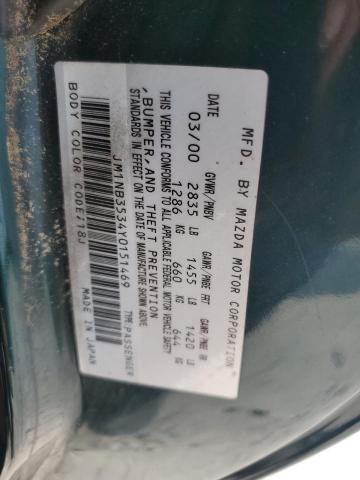 MFD. BY MAZDA MOTOR CORPORATION
DATE GVWR/PNBV GAWR/PNBE FRT GAWR/PNBE RR
03/00 2835 LB 1455 LB 1420 LB
1286 KG 660 KG 644 KG
THIS VEHICLE CONFORMS TO ALL APPLICABLE FEDERAL MOTOR VEHICLE SAFETY
, BUMPER, AND THEFT PREVENTION
STANDARDS IN EFFECT ON THE DATE OF MANUFACTURE SHOWN ABOVE.
JM1NB3534Y0151469 TYPE:PASSENGER
BODY COLOR CODE/18J MADE IN JAPAN